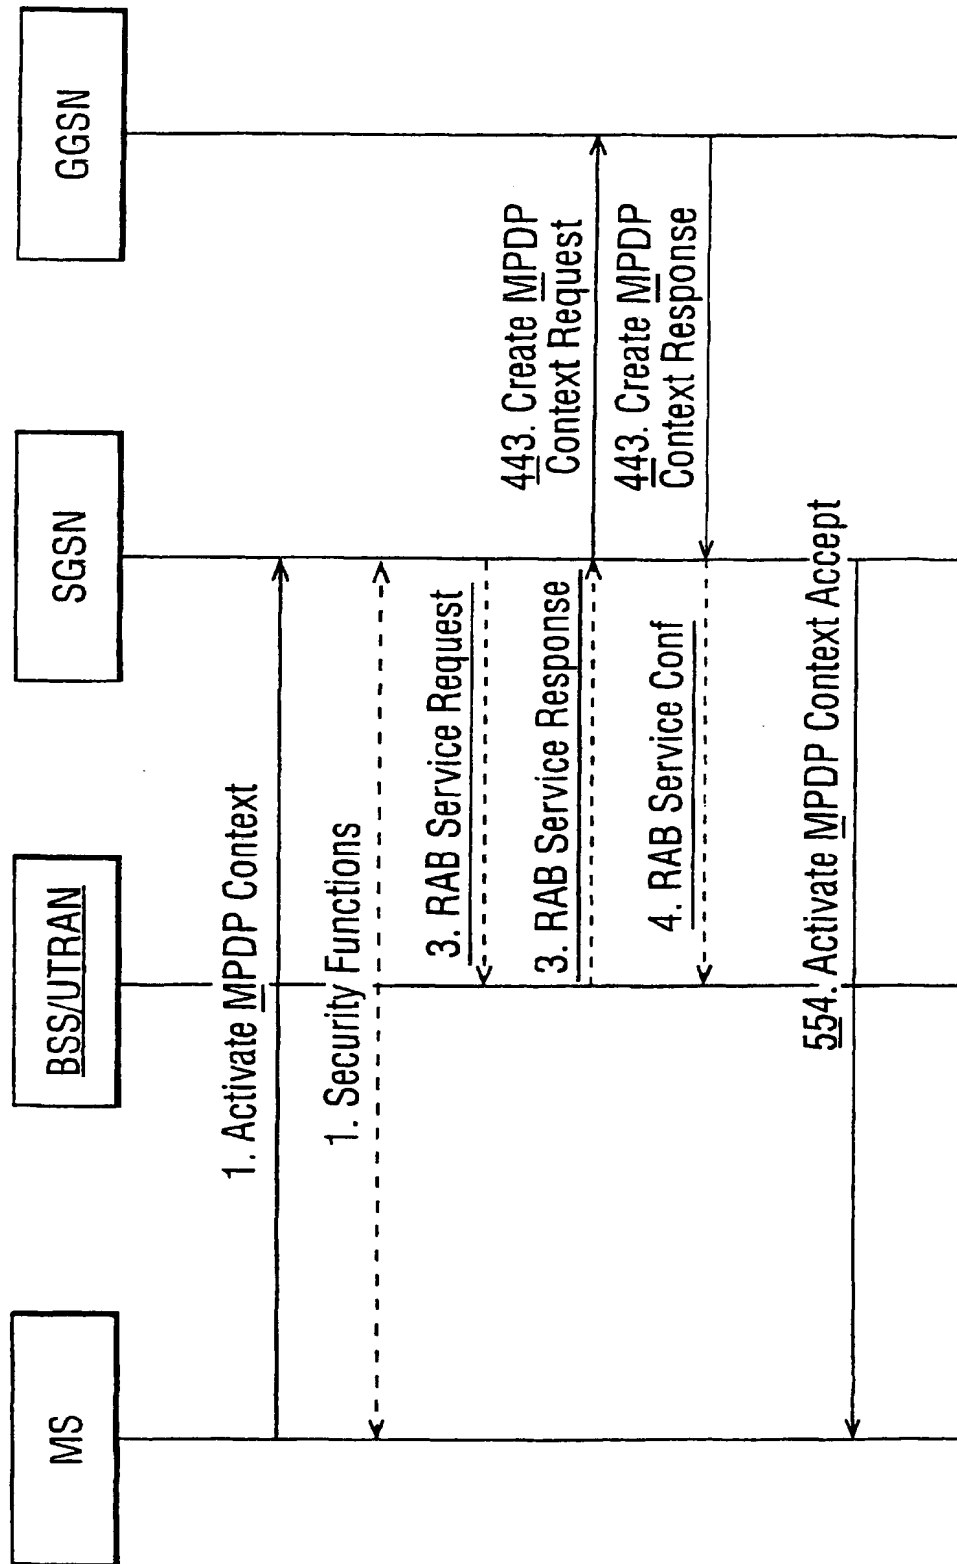 MS
BSS/UTRAN
SGSN
GGSN
1. Activate MPDP Context
1. Security Functions
3. RAB Service Request
443. Create MPDP
Context Request
3. RAB Service Response
443. Create MPDP
Context Response
4. RAB Service Conf
554. Activate MPDP Context Accept